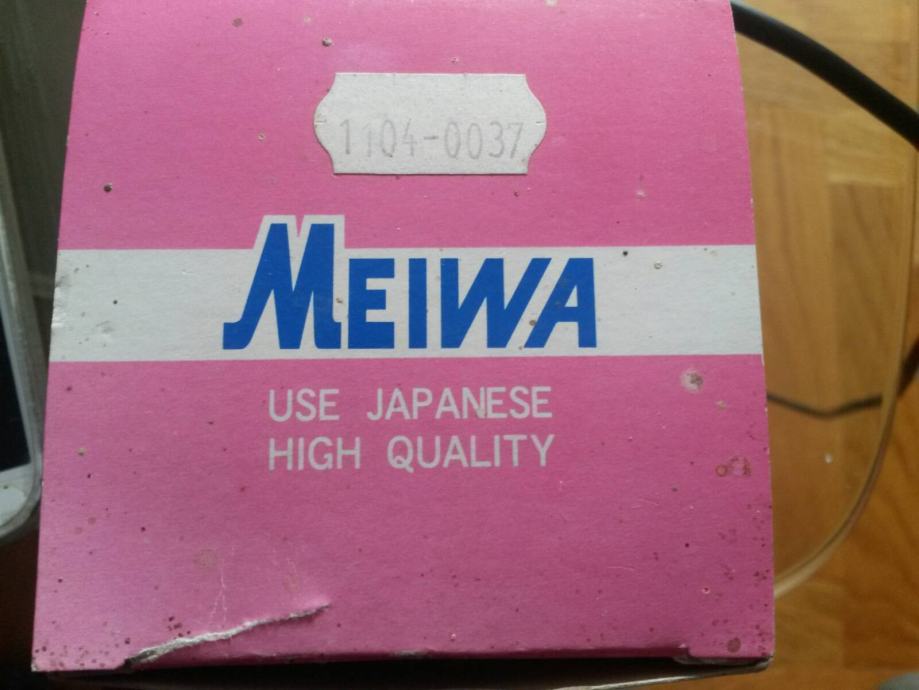 1104-0037
MEIWA
USE JAPANESE
HIGH QUALITY